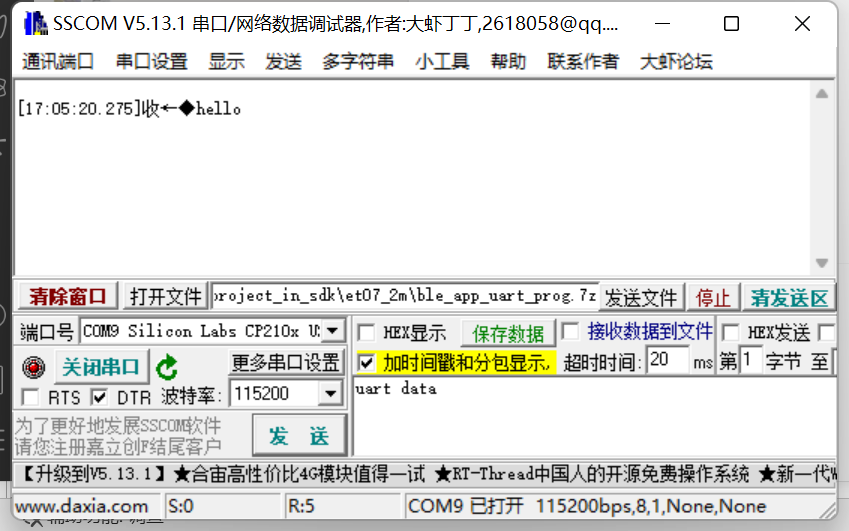 SSCOM V5.13.1 串口/网络数据调试器,作者:大虾丁丁,2618058@qq....
通讯端口 串口设置 显示 发送 多字符串 小工具 帮助 联系作者 大虾论坛
[17:05:20.275]收←◆hello
清除窗口 打开文件 project_in_sdk\et07_2m\ble_app_uart_prog.7z 发送文件 停止 清发送区
端口号 COM9 Silicon Labs CP210x U HEX显示 保存数据 接收数据到文件 HEX发送
关闭串口 更多串口设置 加时间戳和分包显示, 超时时间: 20 ms 第 1 字节 至
RTS DTR 波特率: 115200 uart data
为了更好地发展SSCOM软件
请您注册嘉立创F结尾客户
发 送
【升级到V5.13.1】★合宙高性价比4G模块值得一试 ★RT-Thread中国人的开源免费操作系统 ★新一代W
www.daxia.com S:0 R:5 COM9 已打开 115200bps,8,1,None,None